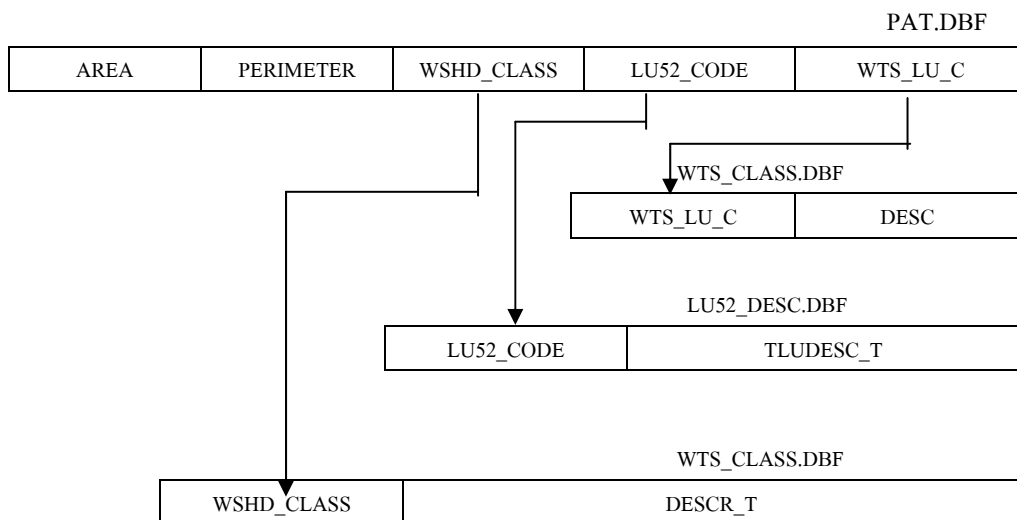 PAT.DBF
AREA PERIMETER WSHD_CLASS LU52_CODE WTS_LU_C
WTS_CLASS.DBF
WTS_LU_C DESC
LU52_DESC.DBF
LU52_CODE TLUDESC_T
WTS_CLASS.DBF
WSHD_CLASS DESCR_T